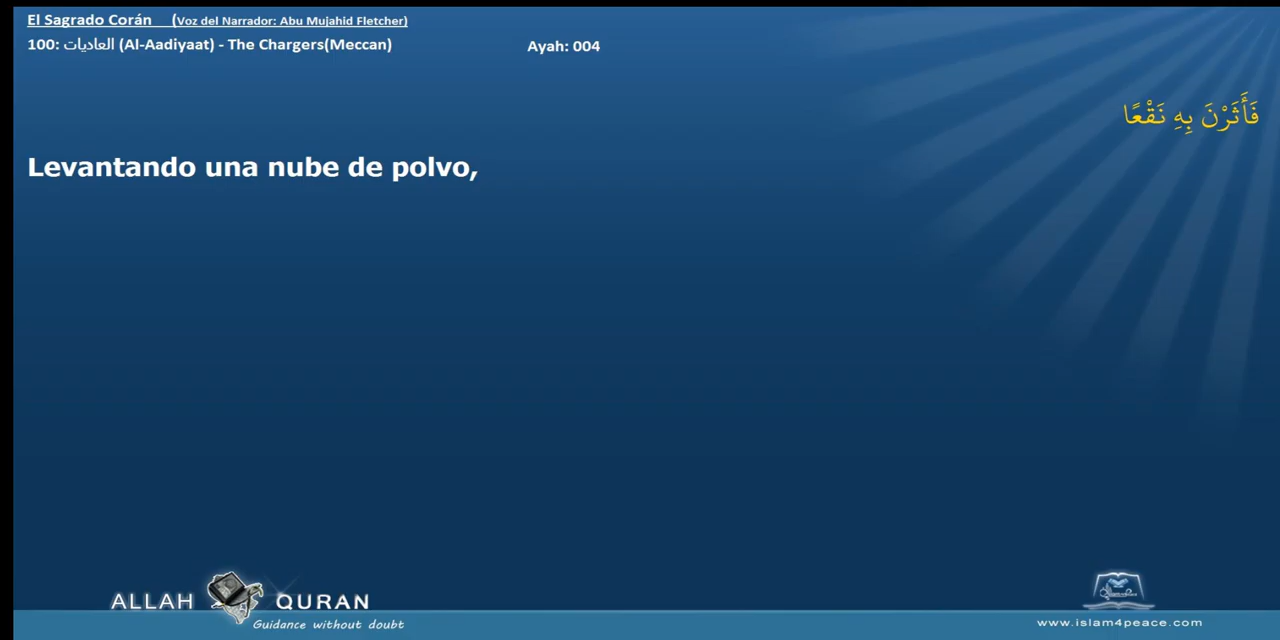 El Sagrado Corán (Voz del Narrador: Abu Mujahid Fletcher)
100: العاديات (Al-Aadiyaat) - The Chargers(Meccan) Ayah: 004
فَأَثَرْنَ بِهِ نَقْعًا
Levantando una nube de polvo,
ALLAH QURAN
Guidance without doubt
www.islam4peace.com